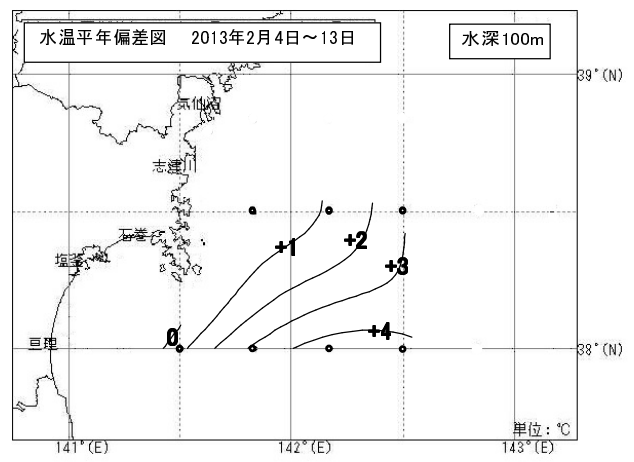 水温平年偏差図 2013年2月4日～13日
水深100m
39°(N)
気仙沼
志津川
石巻
+1
+2
塩釜
+3
0
+4
亘理
38°(N)
単位：℃
141°(E)
142°(E)
143°(E)